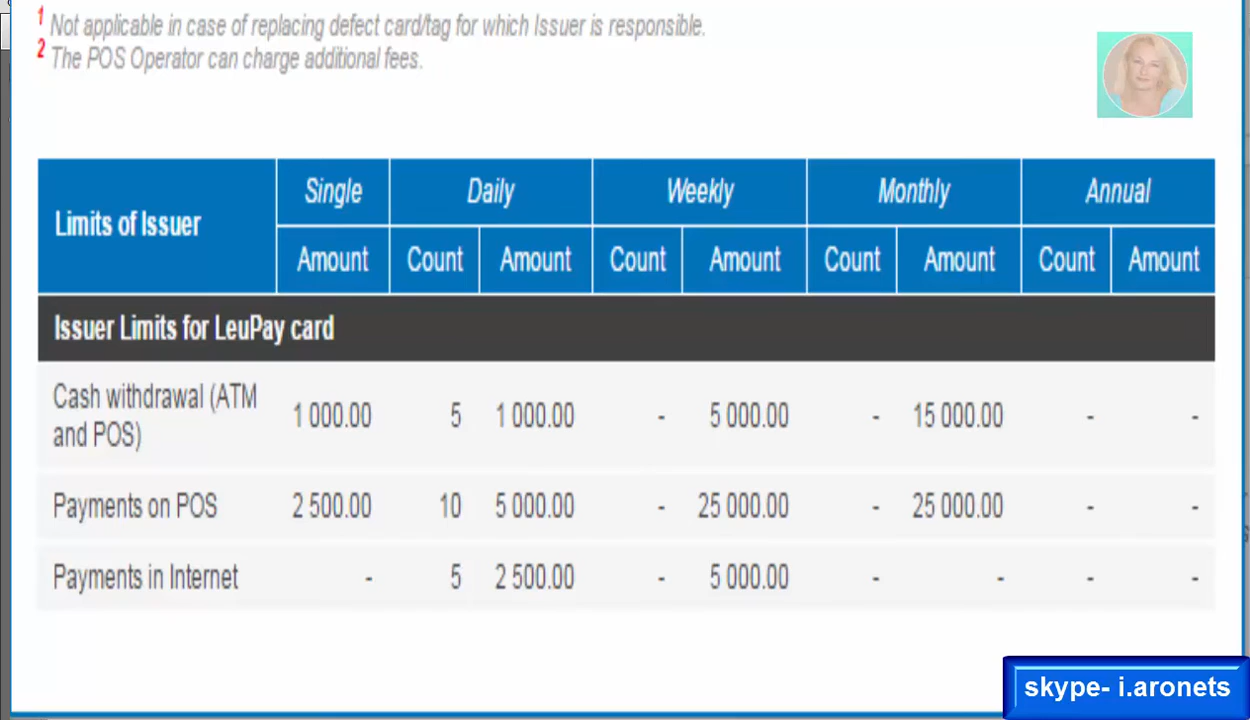 1 Not applicable in case of replacing defect card/tag for which Issuer is responsible.
2 The POS Operator can charge additional fees.
Limits of Issuer Single Daily Weekly Monthly Annual
Amount Count Amount Count Amount Count Amount Count Amount
Issuer Limits for LeuPay card
Cash withdrawal (ATM
and POS) 1 000.00 5 1 000.00 - 5 000.00 - 15 000.00 - -
Payments on POS 2 500.00 10 5 000.00 - 25 000.00 - 25 000.00 - -
Payments in Internet - 5 2 500.00 - 5 000.00 - - - -
skype- i.aronets